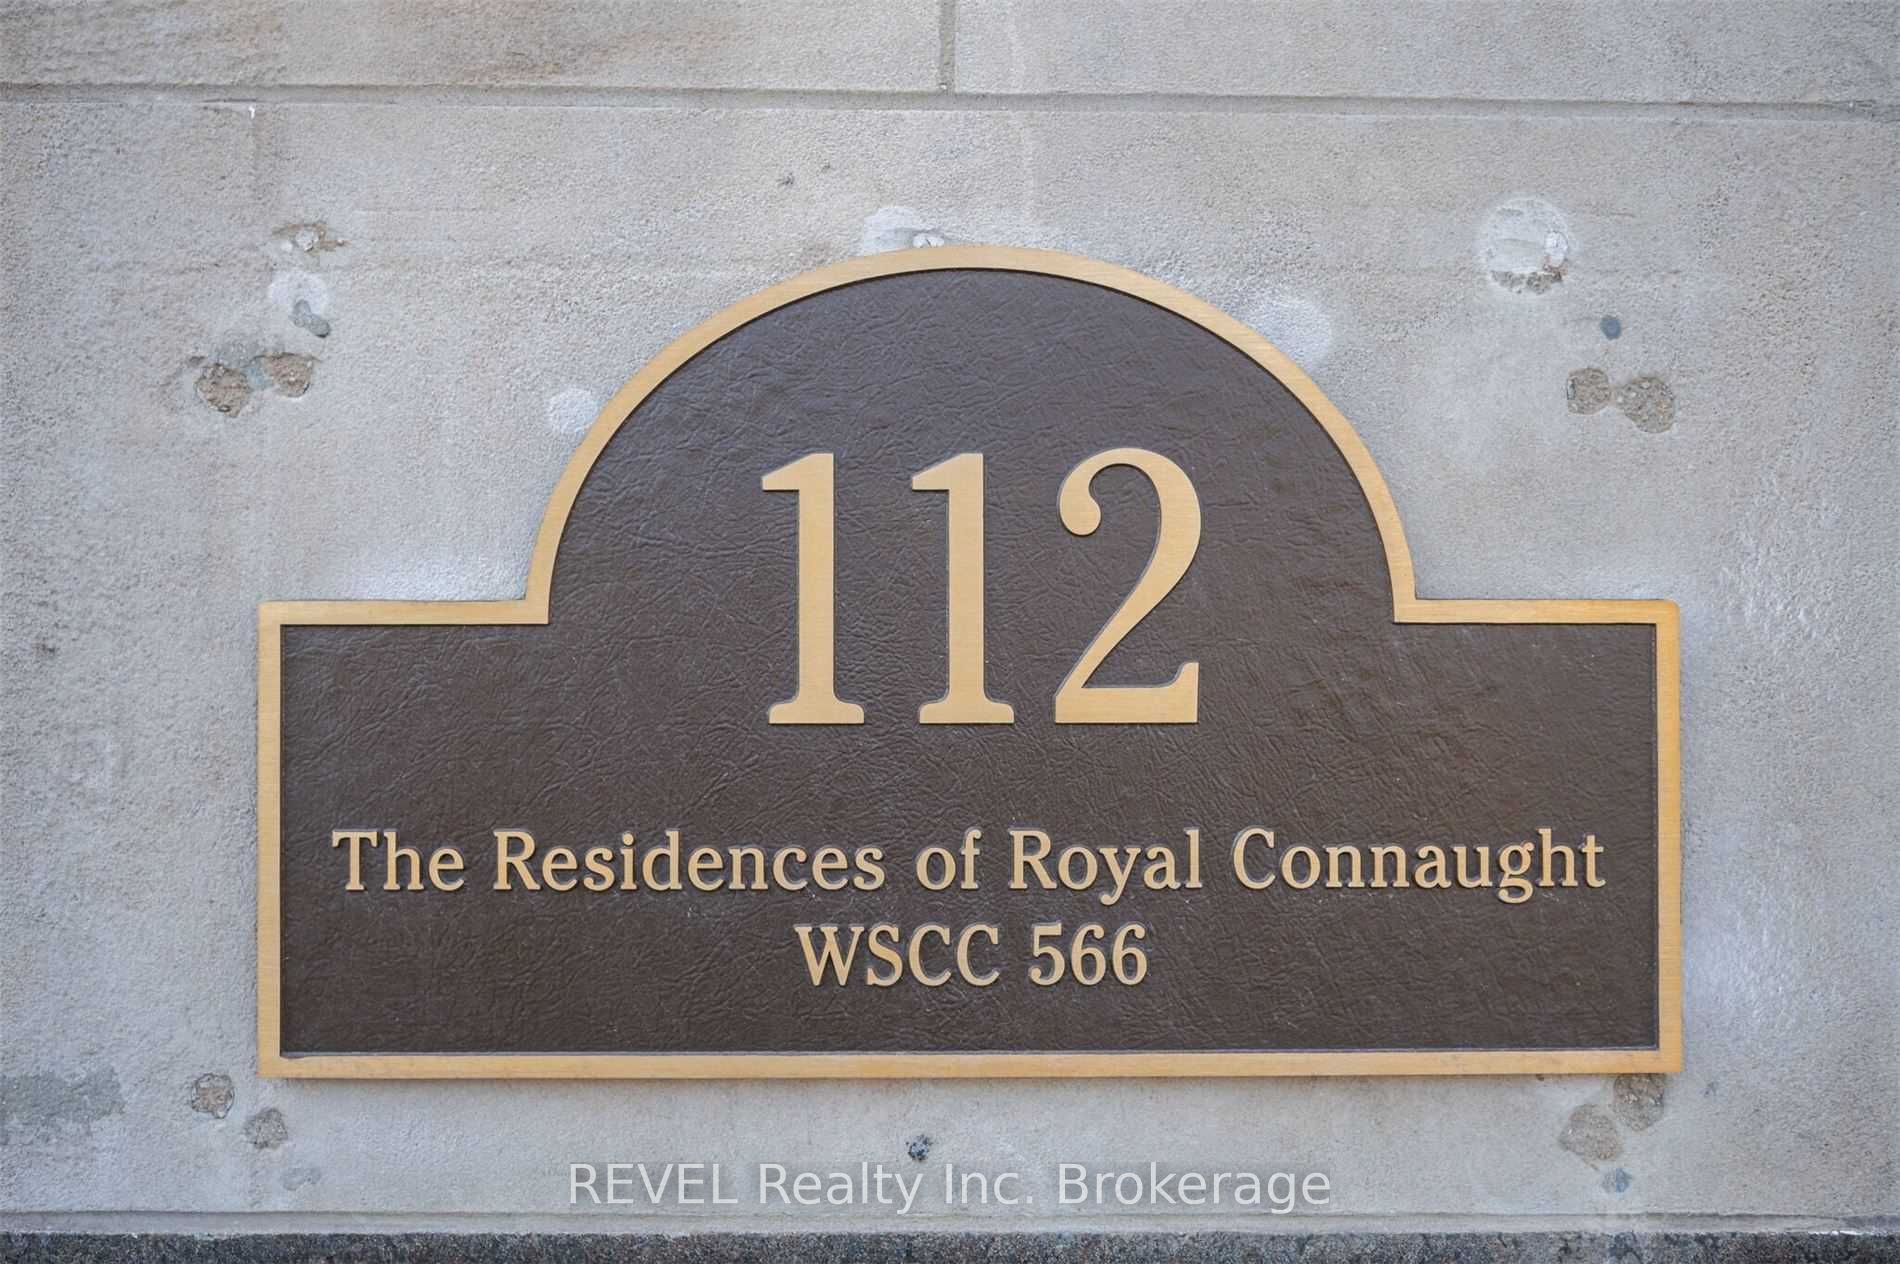 112
The Residences of Royal Connaught
WSCC 566
REVEL Realty Inc. Brokerage